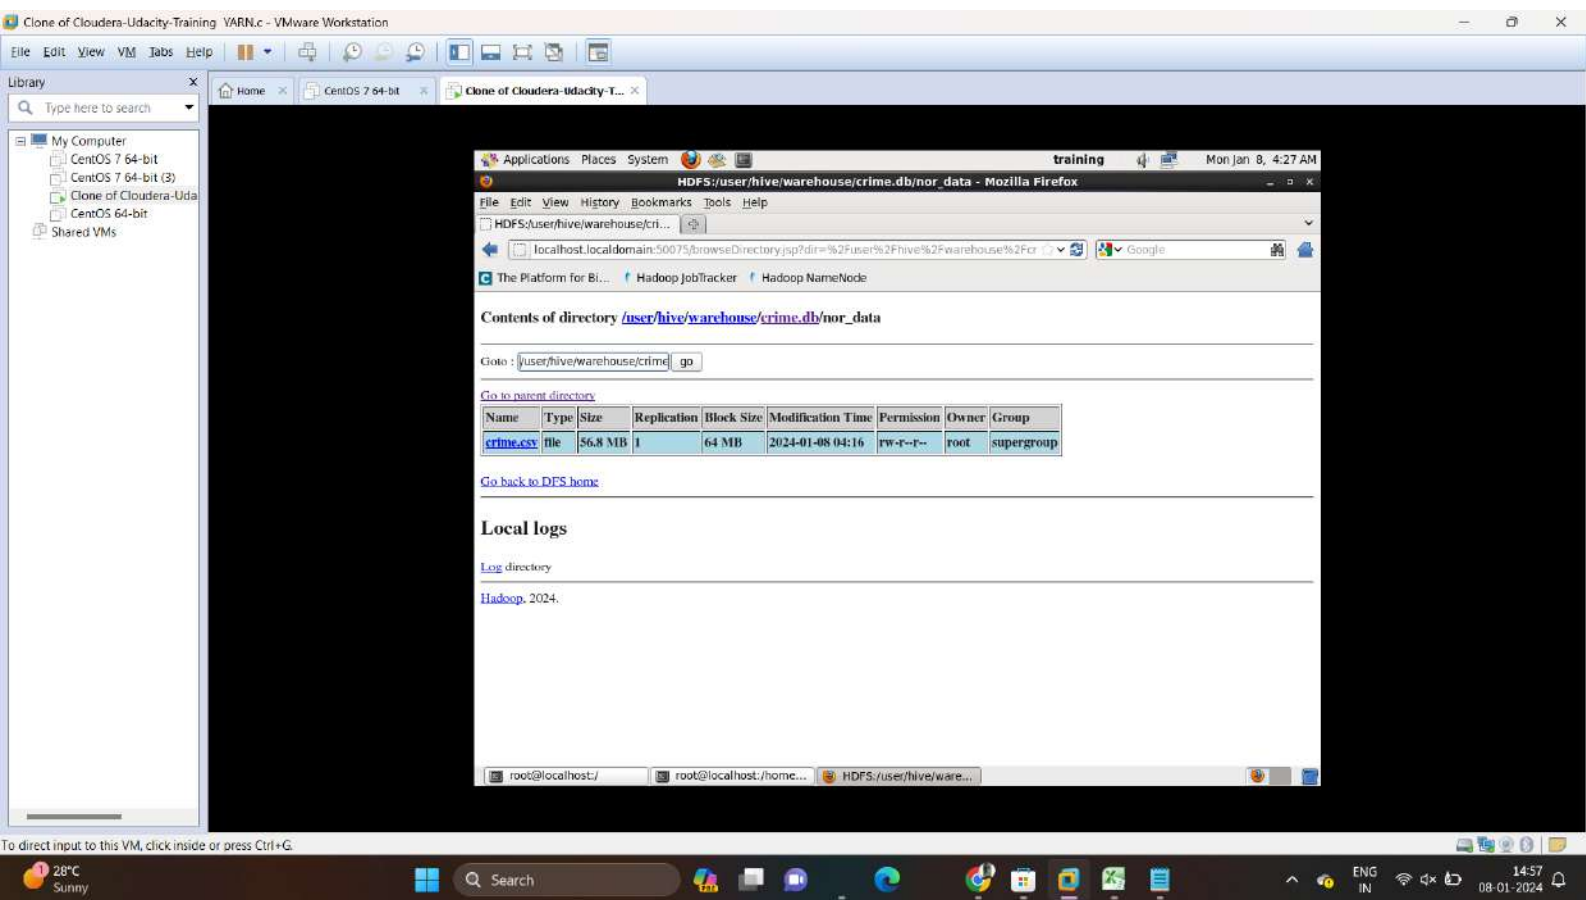 Clone of Cloudera-Udacity-Training YARN.c - VMware Workstation
File Edit View VM Tabs Help
Library x
Home × CentOS 7 64-bit × Clone of Cloudera-Udacity-T... ×
Type here to search
My Computer
CentOS 7 64-bit
CentOS 7 64-bit (3)
Clone of Cloudera-Uda
CentOS 64-bit
Shared VMs
Applications Places System training Mon Jan 8, 4:27 AM
HDFS:/user/hive/warehouse/crime.db/nor_data - Mozilla Firefox
File Edit View History Bookmarks Tools Help
HDFS:/user/hive/warehouse/cri...
localhost.localdomain:50075/browseDirectory.jsp?dir=%2Fuser%2Fhive%2Fwarehouse%2Fcr Google
The Platform for Bi... Hadoop JobTracker Hadoop NameNode
Contents of directory /user/hive/warehouse/crime.db/nor_data
Goto : /user/hive/warehouse/crime go
Go to parent directory
Name Type Size Replication Block Size Modification Time Permission Owner Group
crime.csv file 56.8 MB 1 64 MB 2024-01-08 04:16 rw-r--r-- root supergroup
Go back to DFS home
Local logs
Log directory
Hadoop, 2024.
root@localhost:/ root@localhost:/home... HDFS:/user/hive/ware...
To direct input to this VM, click inside or press Ctrl+G.
1 28°C
Sunny
Search
ENG
IN
14:57
08-01-2024